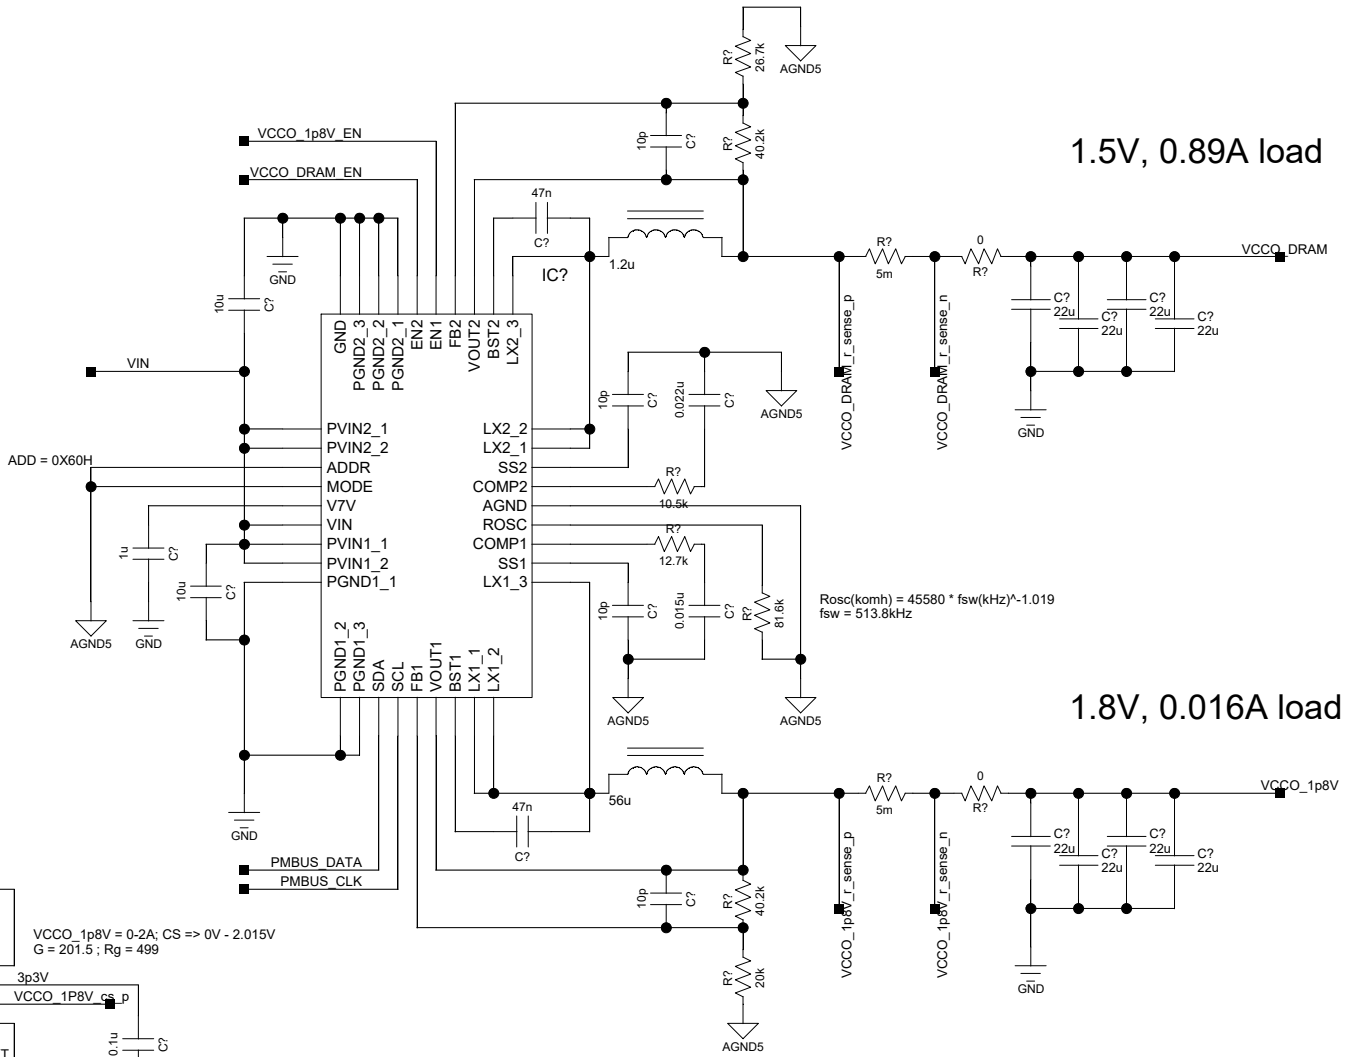 R?
26.7k
AGND5
VCCO_1p8V_EN
10p
C?
R?
40.2k
1.5V, 0.89A load
VCCO_DRAM_EN
47n
C?
R?
5m
0
R?
VCCO_DRAM
GND
IC?
1.2u
10u
C?
C?
22u
C?
22u
C?
22u
C?
22u
GND
PGND2_3
PGND2_2
PGND2_1
EN2
EN1
FB2
VOUT2
BST2
LX2_3
VIN
VCCO_DRAM_r_sense_p
VCCO_DRAM_r_sense_n
10p
C?
0.022u
C?
AGND5
GND
PVIN2_1
PVIN2_2
ADDR
MODE
V7V
VIN
PVIN1_1
PVIN1_2
PGND1_1
LX2_2
LX2_1
SS2
COMP2
AGND
ROSC
COMP1
SS1
LX1_3
ADD = 0X60H
R?
10.5k
R?
12.7k
1u
C?
10u
C?
10p
C?
0.015u
C?
R?
81.6k
Rosc(komh) = 45580 * fsw(kHz)^-1.019
fsw = 513.8kHz
AGND5
GND
PGND1_2
PGND1_3
SDA
SCL
FB1
VOUT1
BST1
LX1_1
LX1_2
AGND5
AGND5
1.8V, 0.016A load
56u
R?
5m
0
R?
VCCO_1p8V
47n
C?
GND
C?
22u
C?
22u
C?
22u
C?
22u
PMBUS_DATA
PMBUS_CLK
10p
C?
R?
40.2k
VCCO_1p8V_r_sense_p
VCCO_1p8V_r_sense_n
VCCO_1p8V = 0-2A; CS => 0V - 2.015V
G = 201.5 ; Rg = 499
3p3V
VCCO_1P8V_cs_p
R?
20k
GND
0.1u
C?
AGND5
T